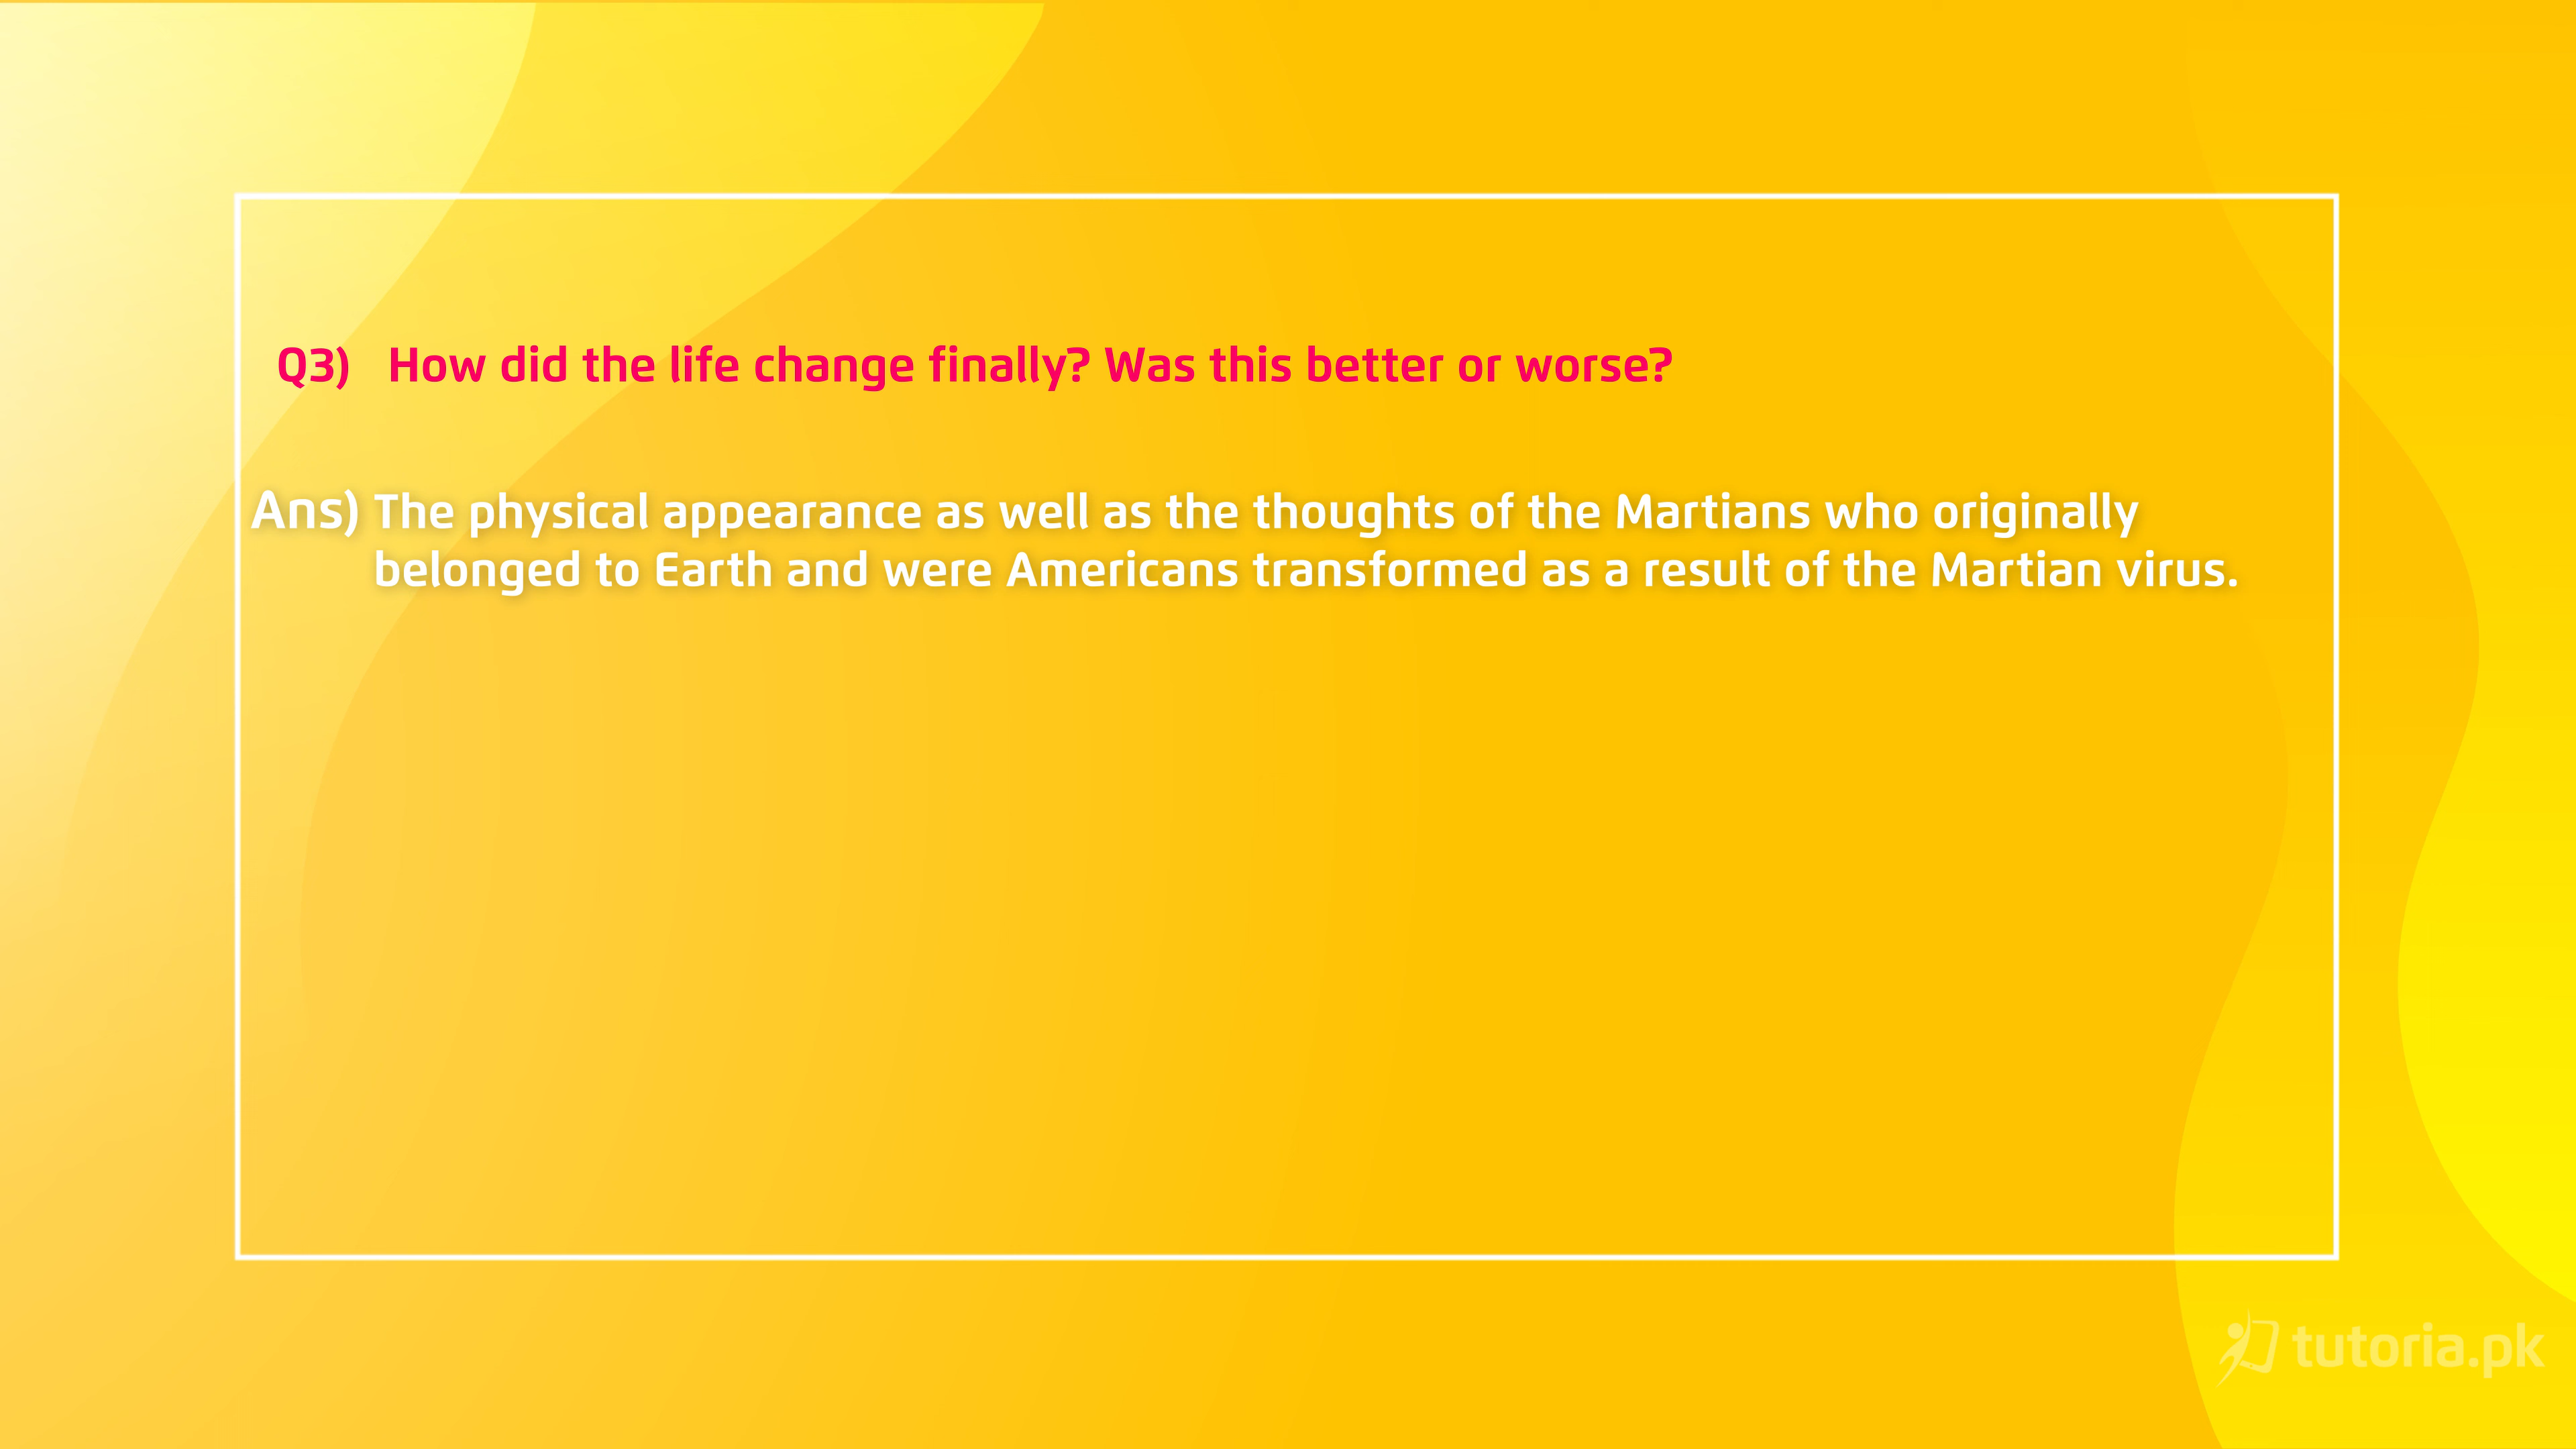 Q3) How did the life change finally? Was this better or worse?
Ans) The physical appearance as well as the thoughts of the Martians who originally
belonged to Earth and were Americans transformed as a result of the Martian virus.
tutoria.pk